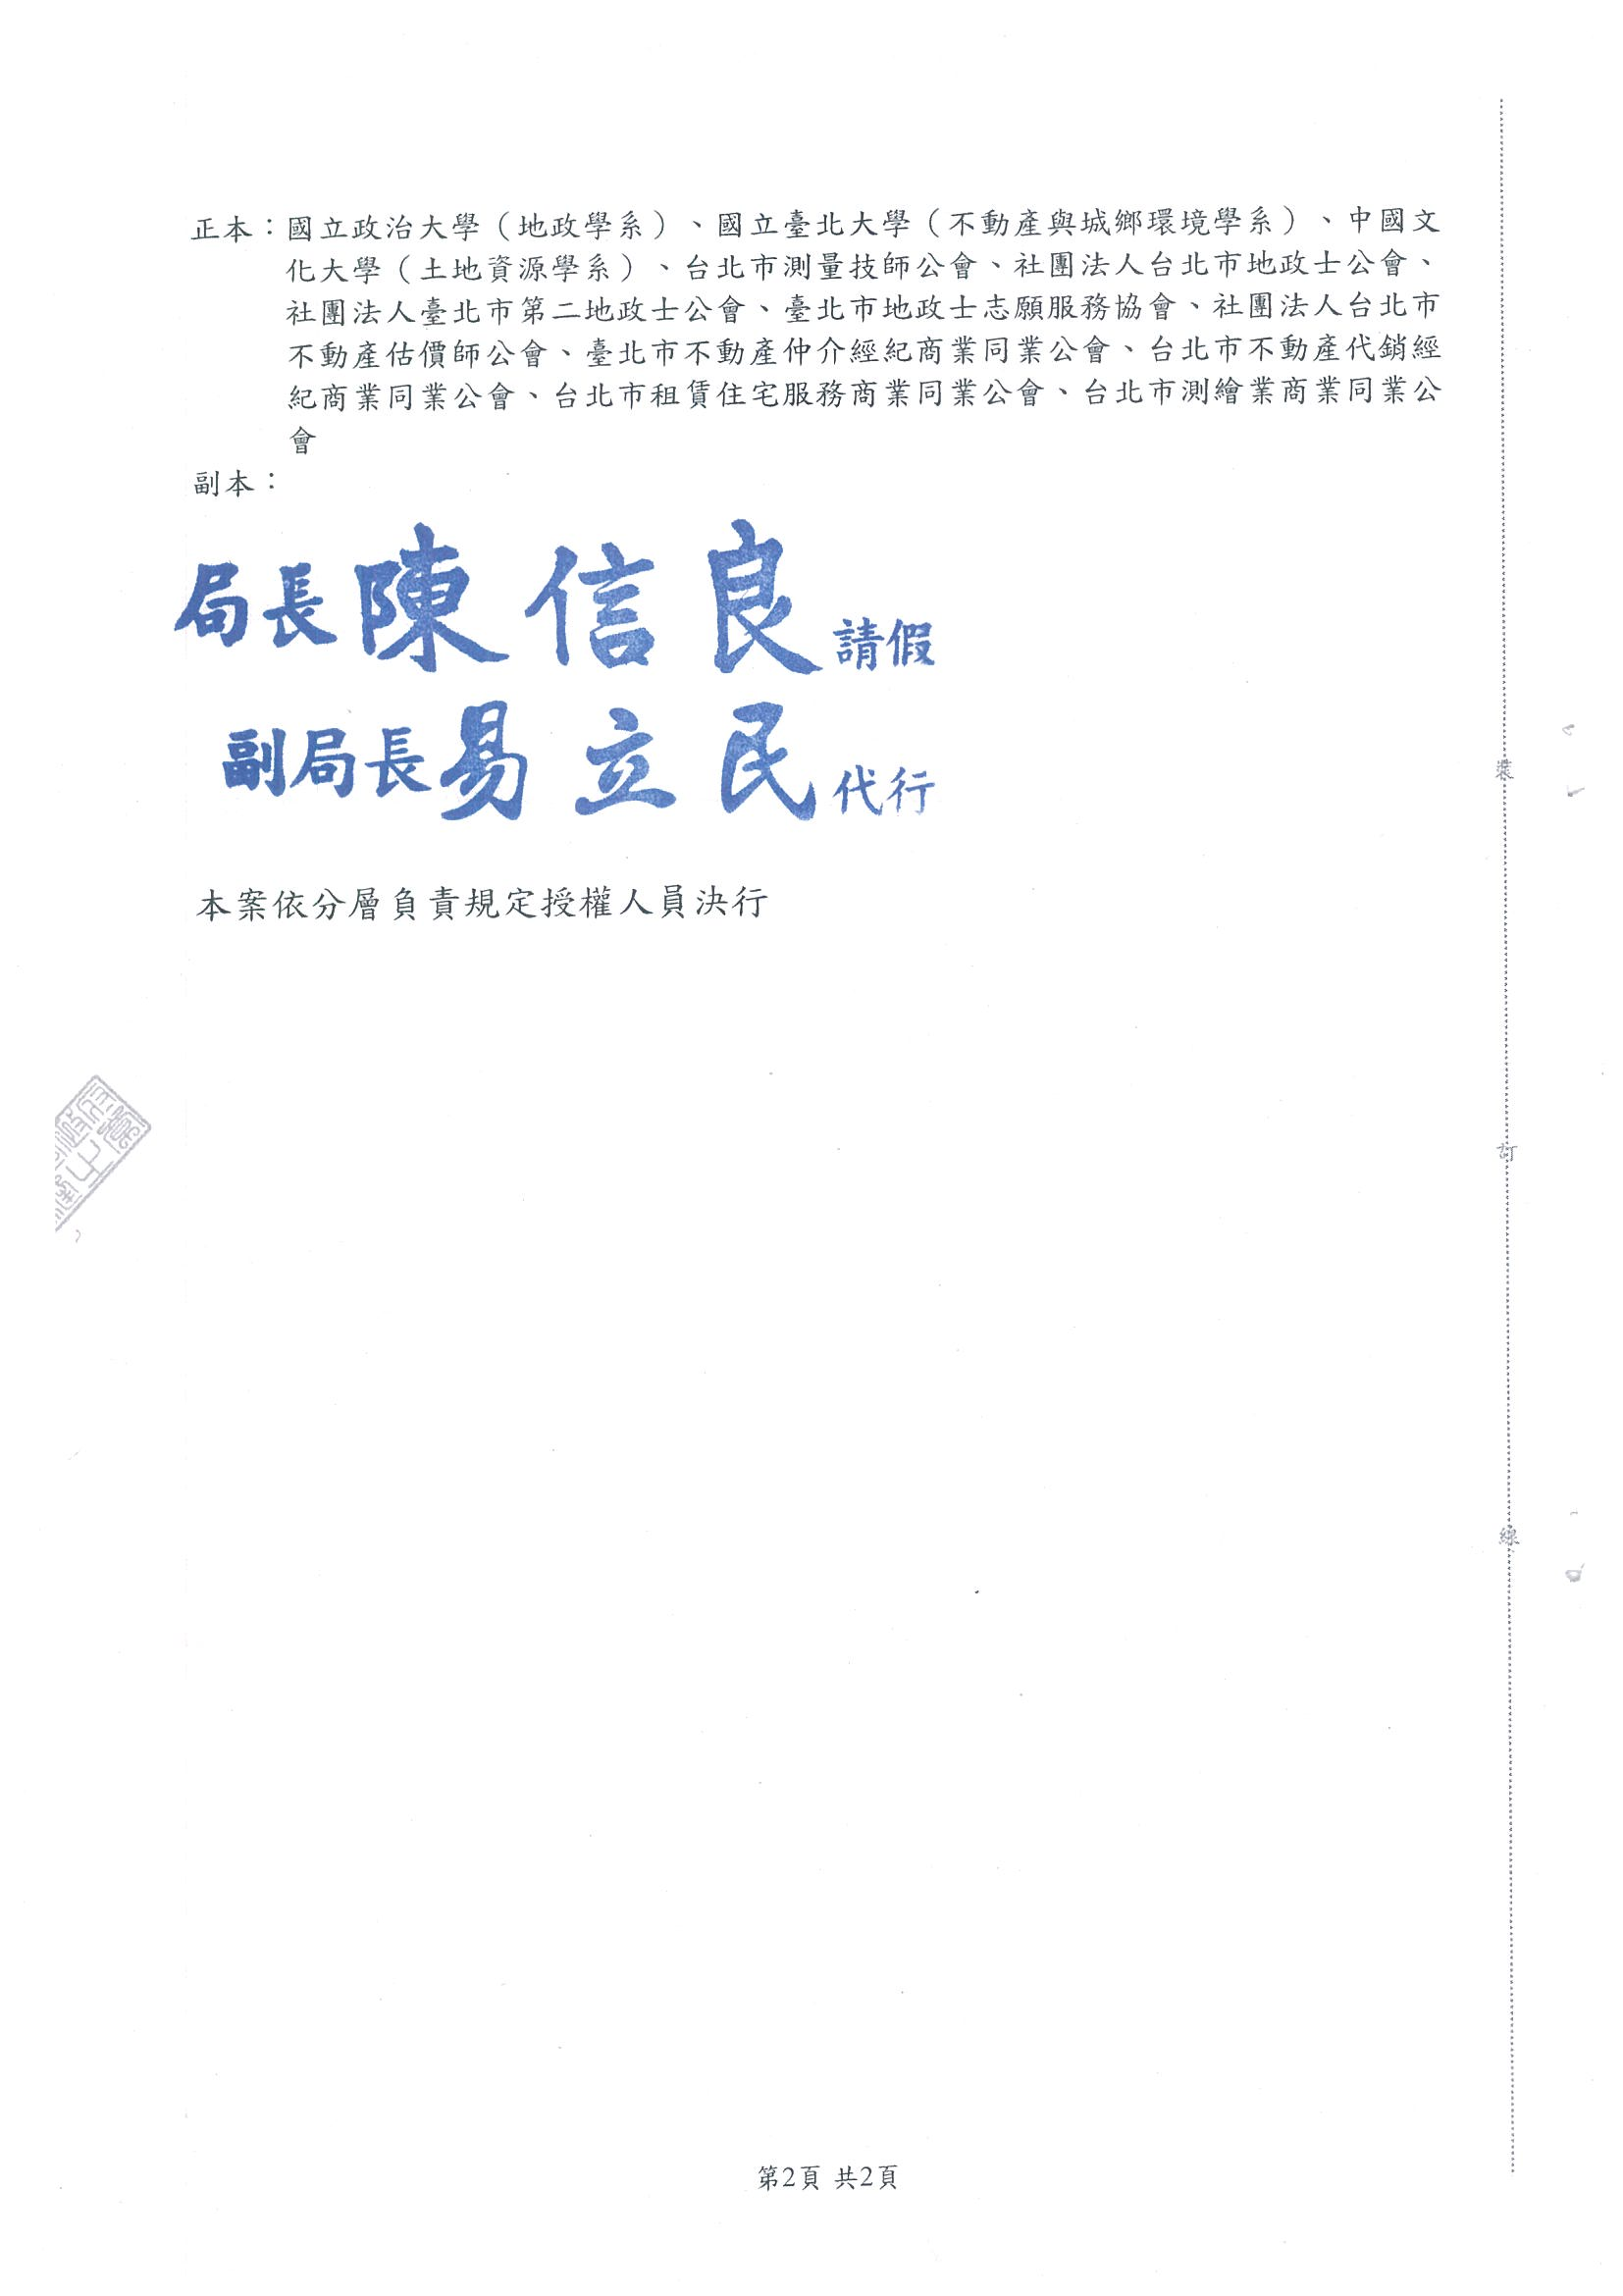 正本：國立政治大學（地政學系）、國立臺北大學（不動產與城鄉環境學系）、中國文
化大學（土地資源學系）、台北市測量技師公會、社團法人台北市地政士公會、
社團法人臺北市第二地政士公會、臺北市地政士志願服務協會、社團法人台北市
不動產估價師公會、臺北市不動產仲介經紀商業同業公會、台北市不動產代銷經
紀商業同業公會、台北市租賃住宅服務商業同業公會、台北市測繪業商業同業公
會
副本：
局長陳信良請假
副局長易立民代行
本案依分層負責規定授權人員決行
裝
訂
線
第2頁 共2頁